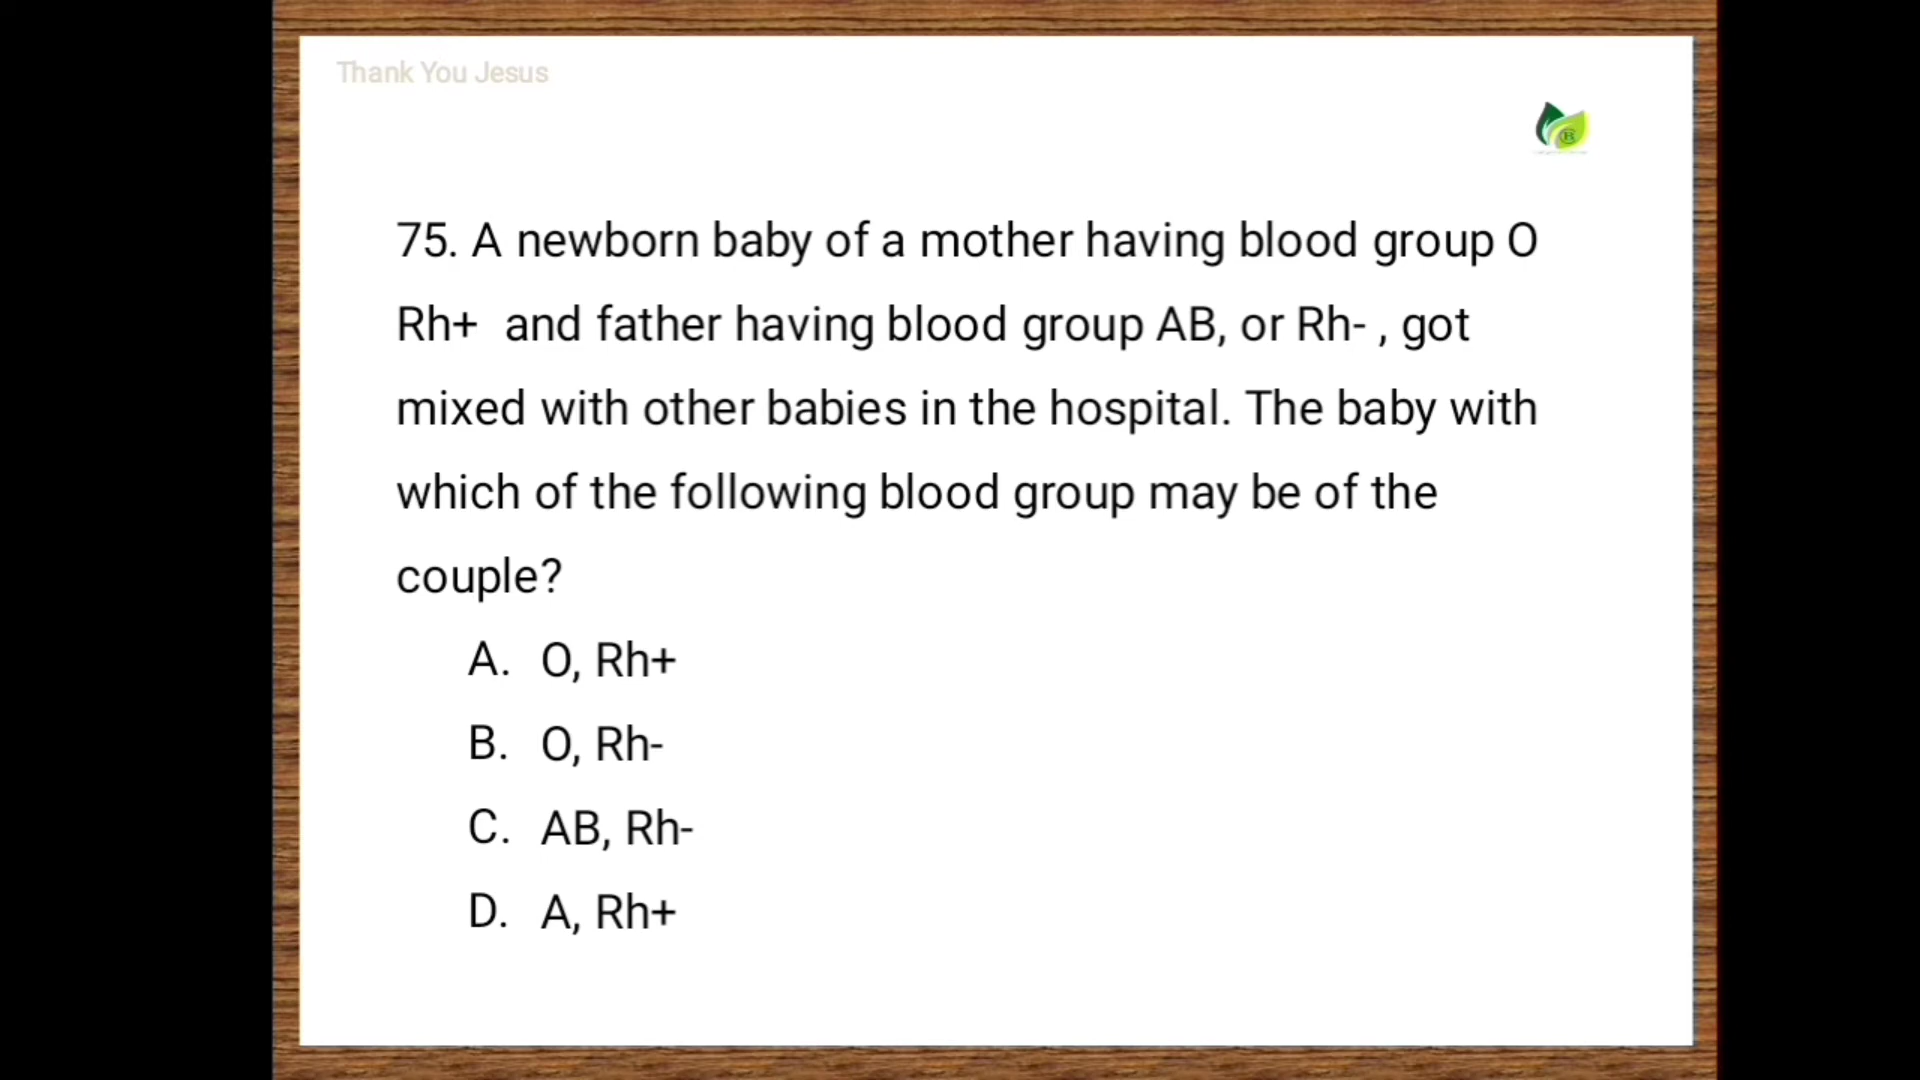 Thank You Jesus
75. A newborn baby of a mother having blood group O
Rh+ and father having blood group AB, or Rh- , got
mixed with other babies in the hospital. The baby with
which of the following blood group may be of the
couple?
A. O, Rh+
B. O, Rh-
C. AB, Rh-
D. A, Rh+